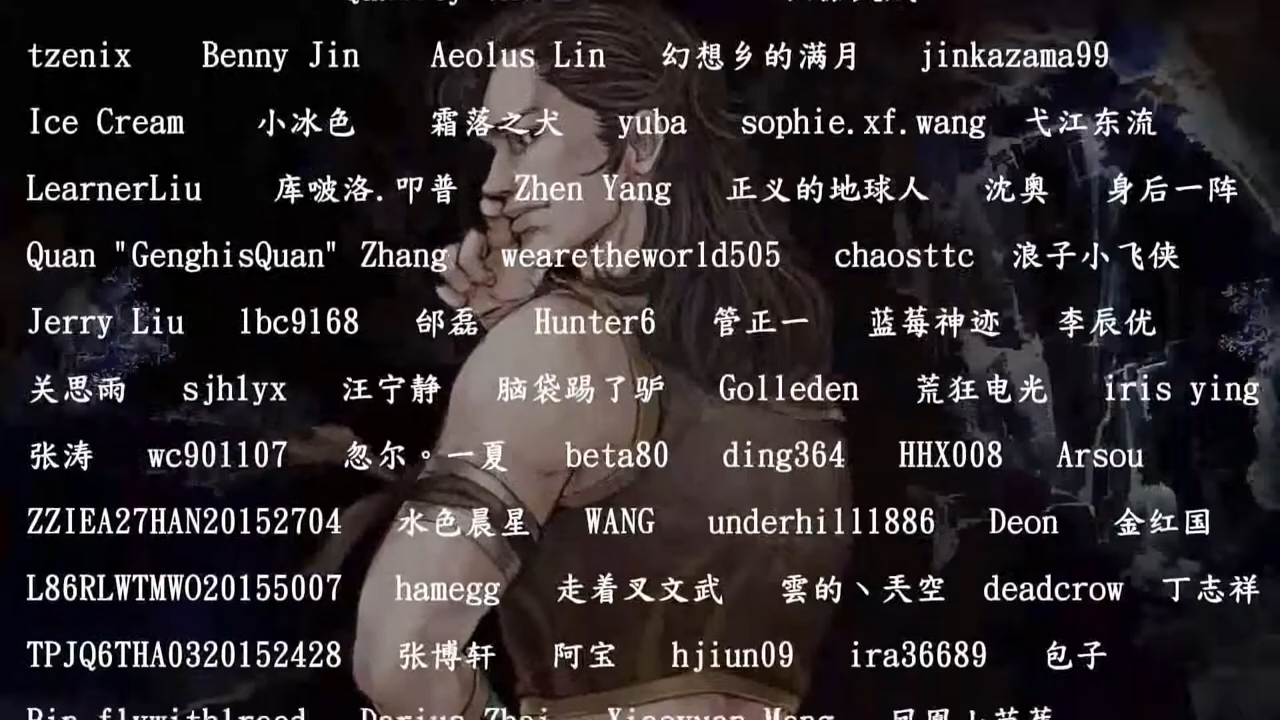 tzenix Benny Jin Aeolus Lin 幻想乡的满月 jinkazama99
Ice Cream 小冰色 霜落之犬 yuba sophie.xf.wang 弋江东流
LearnerLiu 库啵洛.叩普 Zhen Yang 正义的地球人 沈奥 身后一阵
Quan "GenghisQuan" Zhang wearetheworld505 chaosttc 浪子小飞侠
Jerry Liu lbc9168 邰磊 Hunter6 管正一 蓝莓神迹 李辰优
关思雨 sjhlyx 汪宁静 脑袋踢了驴 Golleden 荒狂电光 iris ying
张涛 wc901107 忽尔。一夏 beta80 ding364 HHX008 Arsou
ZZIEA27HAN20152704 水色晨星 WANG underhill1886 Deon 金红国
L86RLWTMWO20155007 hamegg 走着叉文武 雲的丶兲空 deadcrow 丁志祥
TPJQ6THA0320152428 张博轩 阿宝 hjiun09 ira36689 包子